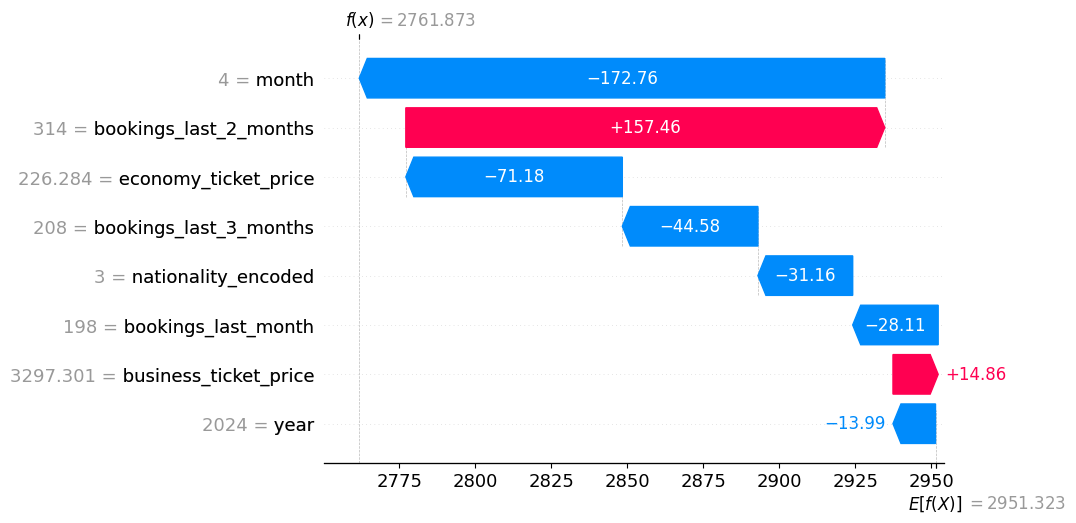 f(x) = 2761.873
4 = month
−172.76
314 = bookings_last_2_months
+157.46
226.284 = economy_ticket_price
−71.18
208 = bookings_last_3_months
−44.58
3 = nationality_encoded
−31.16
198 = bookings_last_month
−28.11
3297.301 = business_ticket_price
+14.86
2024 = year
−13.99
2775 2800 2825 2850 2875 2900 2925 2950
E[f(X)] = 2951.323